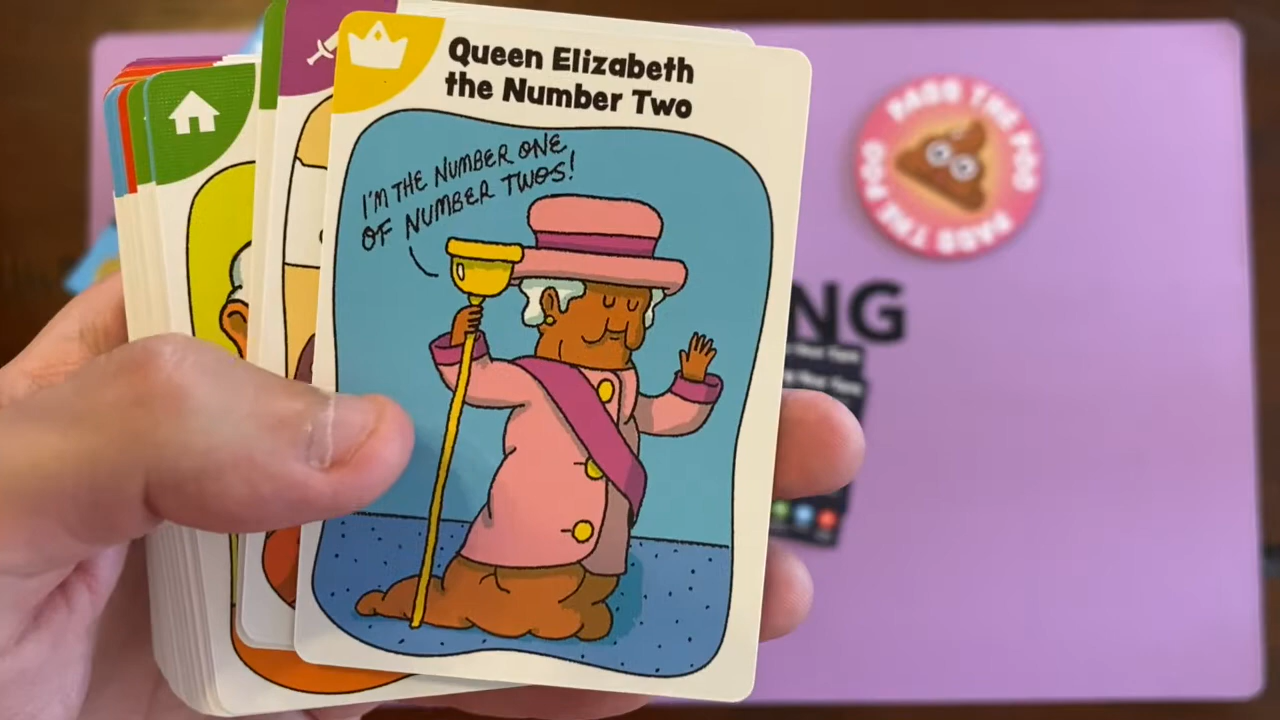 Queen Elizabeth
the Number Two
I'M THE NUMBER ONE
OF NUMBER TWOS!
PASS THE POO
PASS THE POO
NG